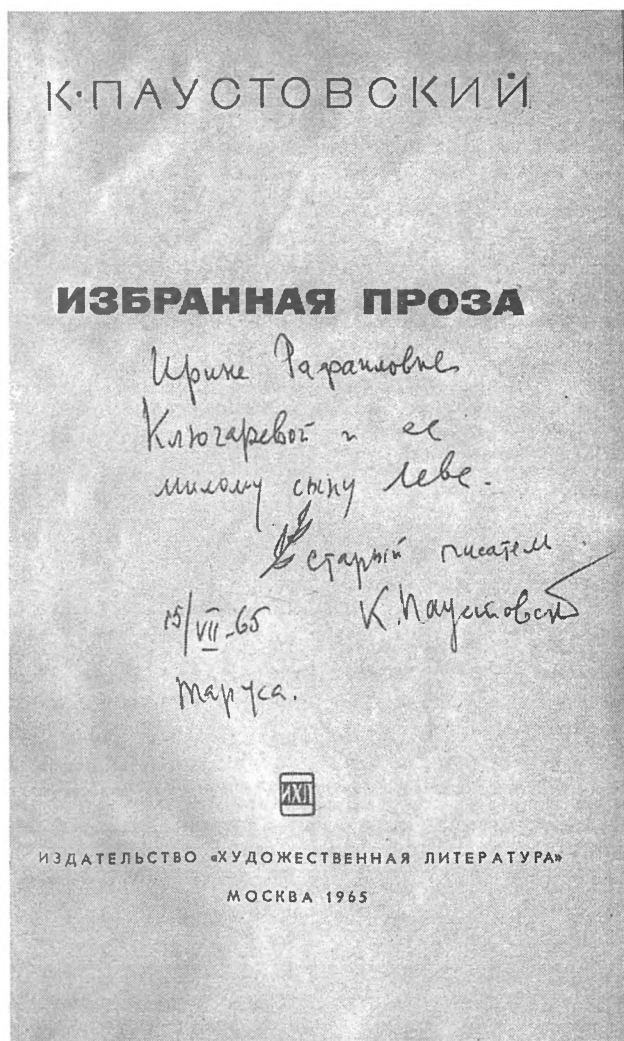 К·ПАУСТОВСКИЙ
ИЗБРАННАЯ ПРОЗА
Ирине Рафаиловне
Ключаревой и ее
милому сыну Леве.
старый писатель
К. Паустовский
15/VII-65
Таруса.
ИХЛ
ИЗДАТЕЛЬСТВО «ХУДОЖЕСТВЕННАЯ ЛИТЕРАТУРА»
МОСКВА 1965